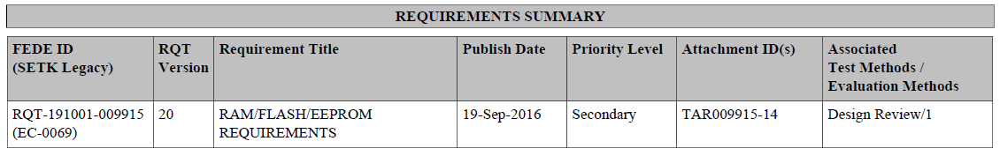 REQUIREMENTS SUMMARY
FEDE ID
(SETK Legacy)
RQT
Version
Requirement Title
Publish Date
Priority Level
Attachment ID(s)
Associated
Test Methods /
Evaluation Methods
RQT-191001-009915
(EC-0069)
20
RAM/FLASH/EEPROM
REQUIREMENTS
19-Sep-2016
Secondary
TAR009915-14
Design Review/1